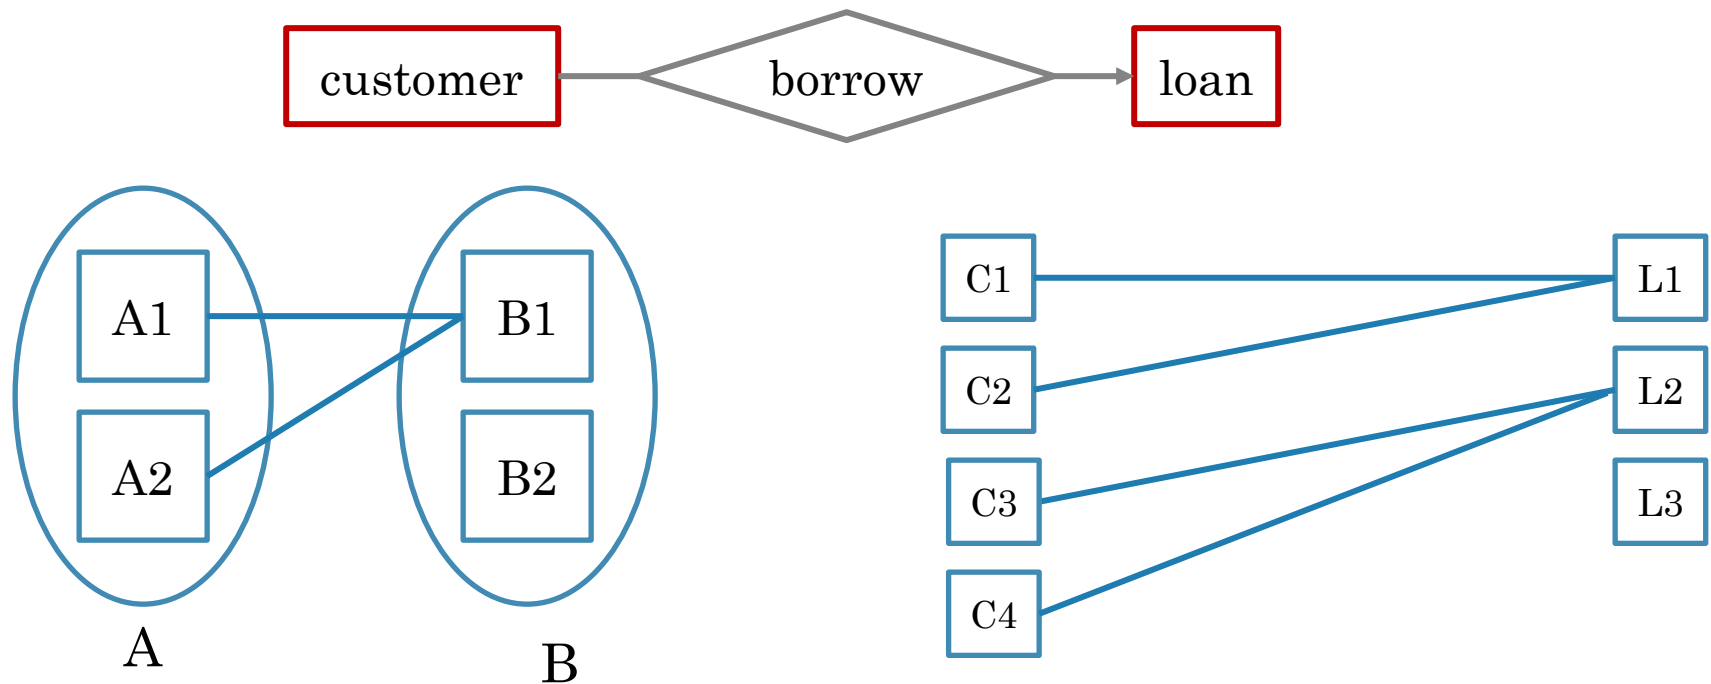 customer borrow loan
A1 B1
A2 B2
A B
C1 L1
C2 L2
C3 L3
C4